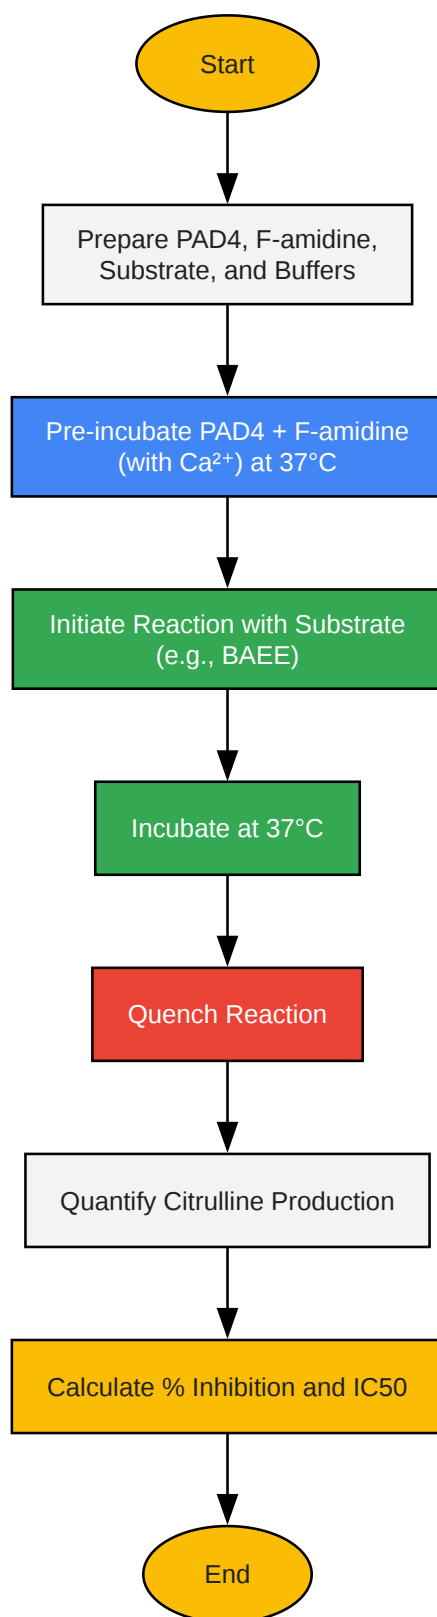 Start
Prepare PAD4, F-amidine,
Substrate, and Buffers
Pre-incubate PAD4 + F-amidine
(with Ca²⁺) at 37°C
Initiate Reaction with Substrate
(e.g., BAEE)
Incubate at 37°C
Quench Reaction
Quantify Citrulline Production
Calculate % Inhibition and IC50
End